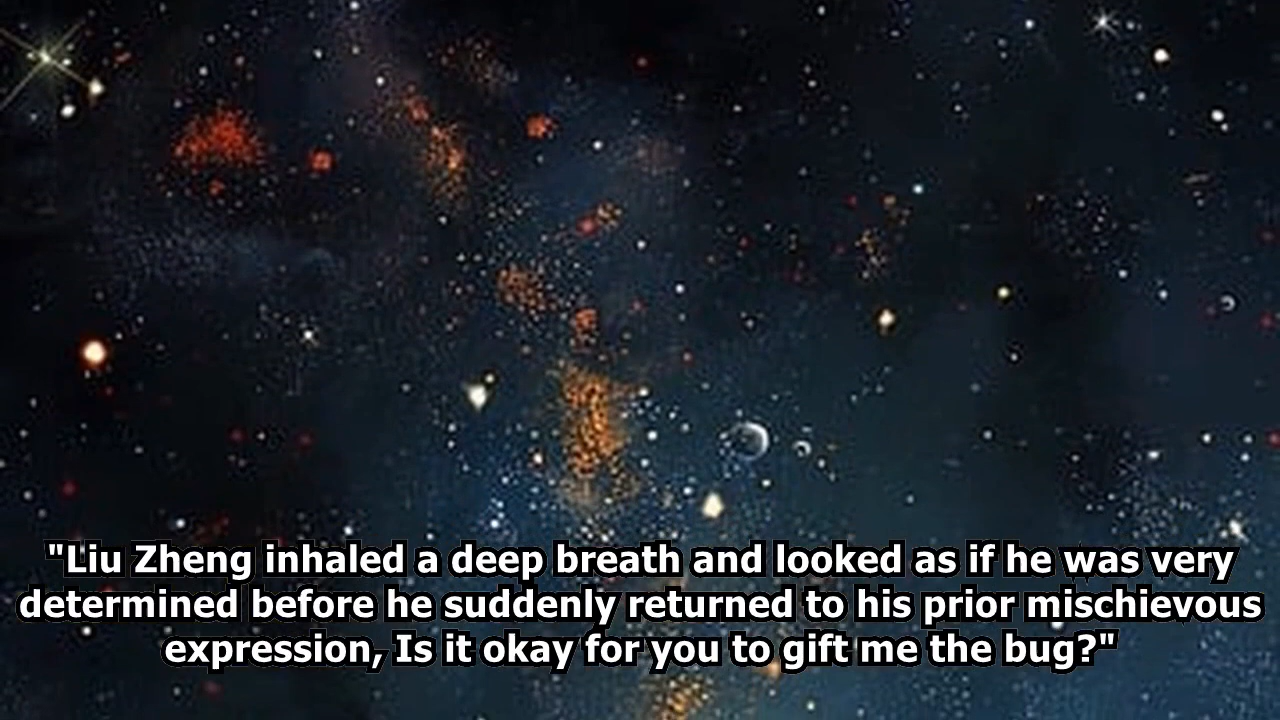 "Liu Zheng inhaled a deep breath and looked as if he was very
determined before he suddenly returned to his prior mischievous
expression, Is it okay for you to gift me the bug?"